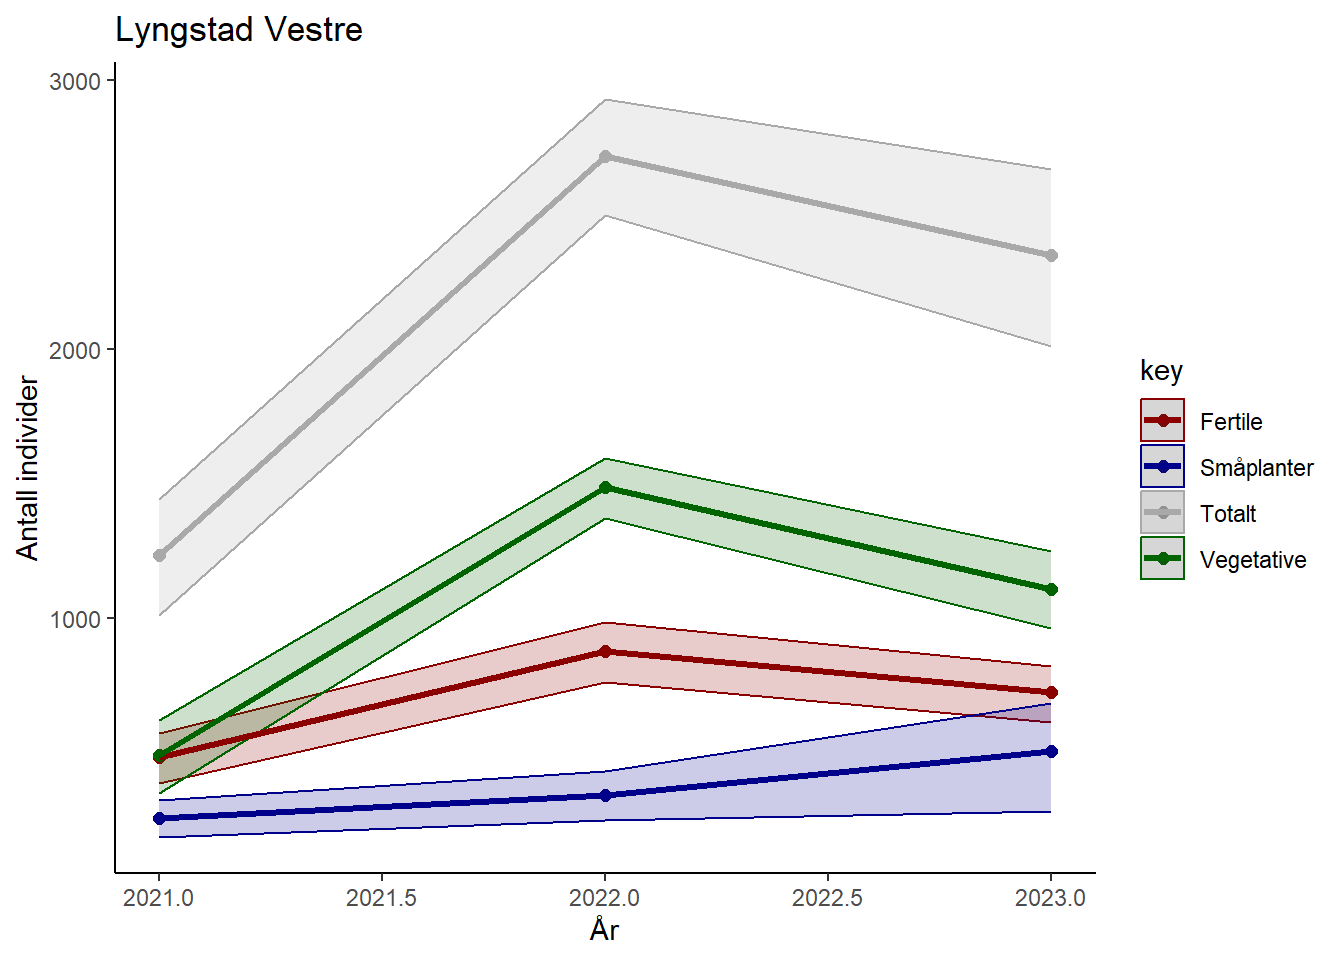 Lyngstad Vestre
3000
2000
1000
Antall individer
2021.0
2021.5
2022.0
2022.5
2023.0
År
key
Fertile
Småplanter
Totalt
Vegetative